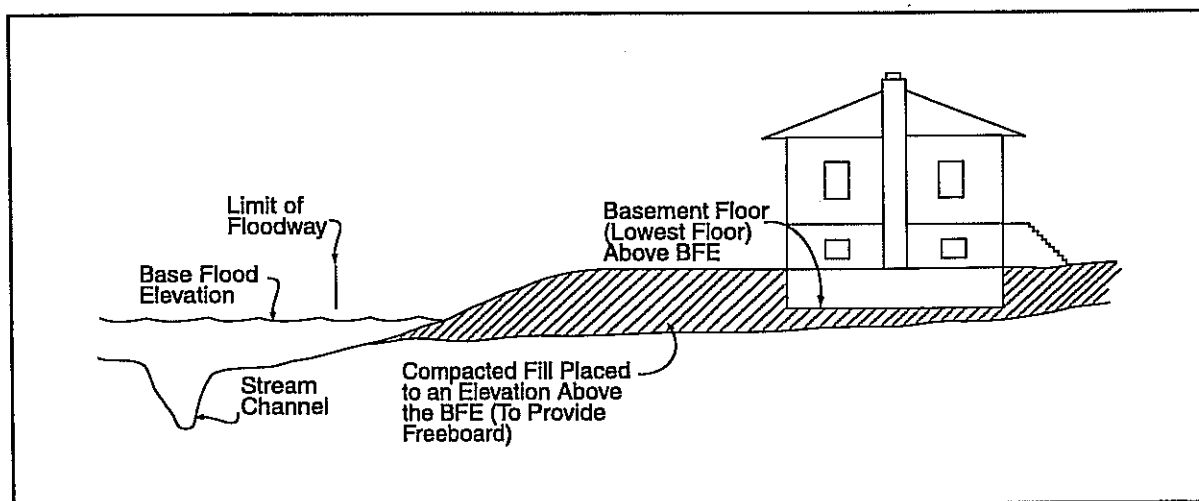 Limit of
Floodway
Base Flood
Elevation
Stream
Channel
Basement Floor
(Lowest Floor)
Above BFE
Compacted Fill Placed
to an Elevation Above
the BFE (To Provide
Freeboard)